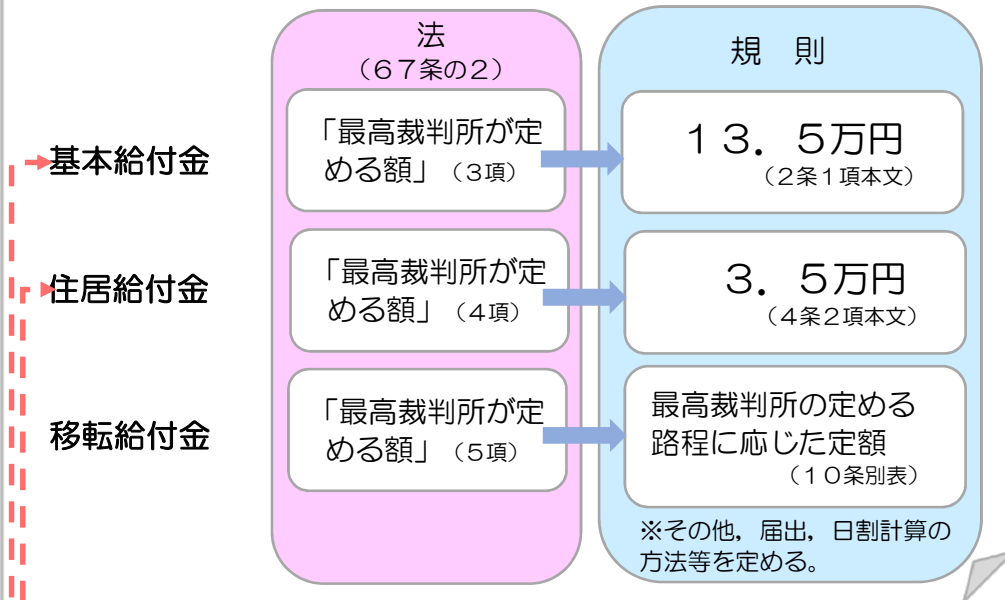 法
（６７条の２）
規　則
基本給付金
「最高裁判所が定
める額」（３項）
１３．５万円
（２条１項本文）
住居給付金
「最高裁判所が定
める額」（４項）
３．５万円
（４条２項本文）
移転給付金
「最高裁判所が定
める額」（５項）
最高裁判所の定める
路程に応じた定額
（１０条別表）
※その他，届出，日割計算の
方法等を定める。